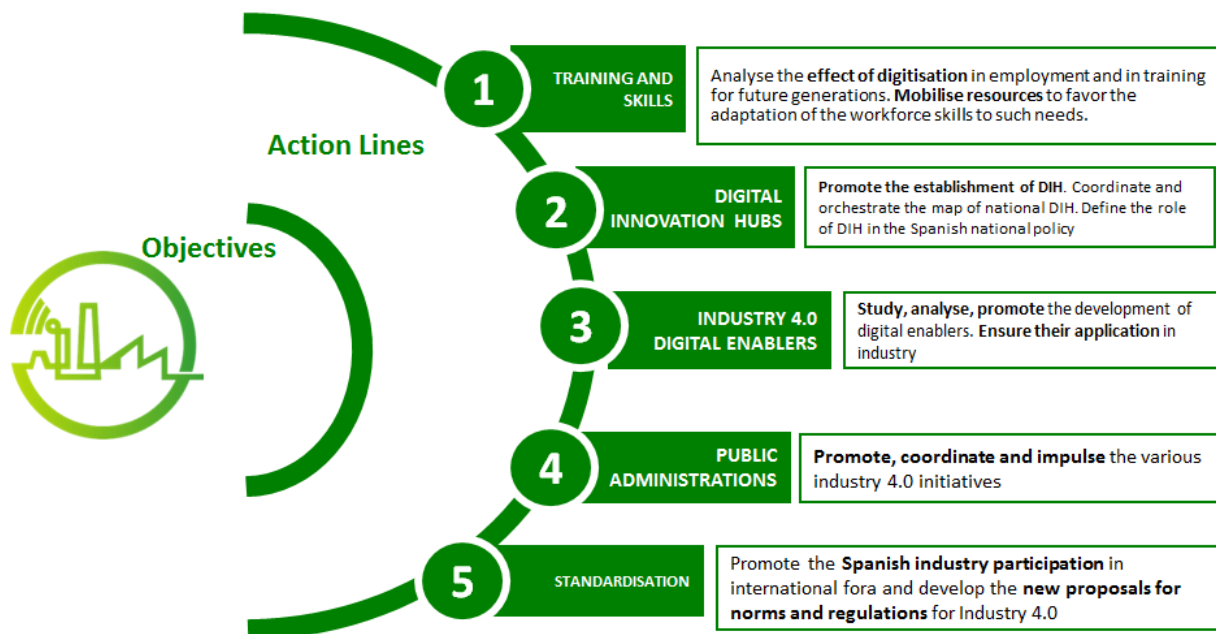 Action Lines
Objectives
1
TRAINING AND
SKILLS
Analyse the effect of digitisation in employment and in training
for future generations. Mobilise resources to favor the
adaptation of the workforce skills to such needs.
2
DIGITAL
INNOVATION HUBS
Promote the establishment of DIH. Coordinate and
orchestrate the map of national DIH. Define the role
of DIH in the Spanish national policy
3
INDUSTRY 4.0
DIGITAL ENABLERS
Study, analyse, promote the development of
digital enablers. Ensure their application in
industry
4
PUBLIC
ADMINISTRATIONS
Promote, coordinate and impulse the various
industry 4.0 initiatives
5
STANDARDISATION
Promote the Spanish industry participation in
international fora and develop the new proposals for
norms and regulations for Industry 4.0